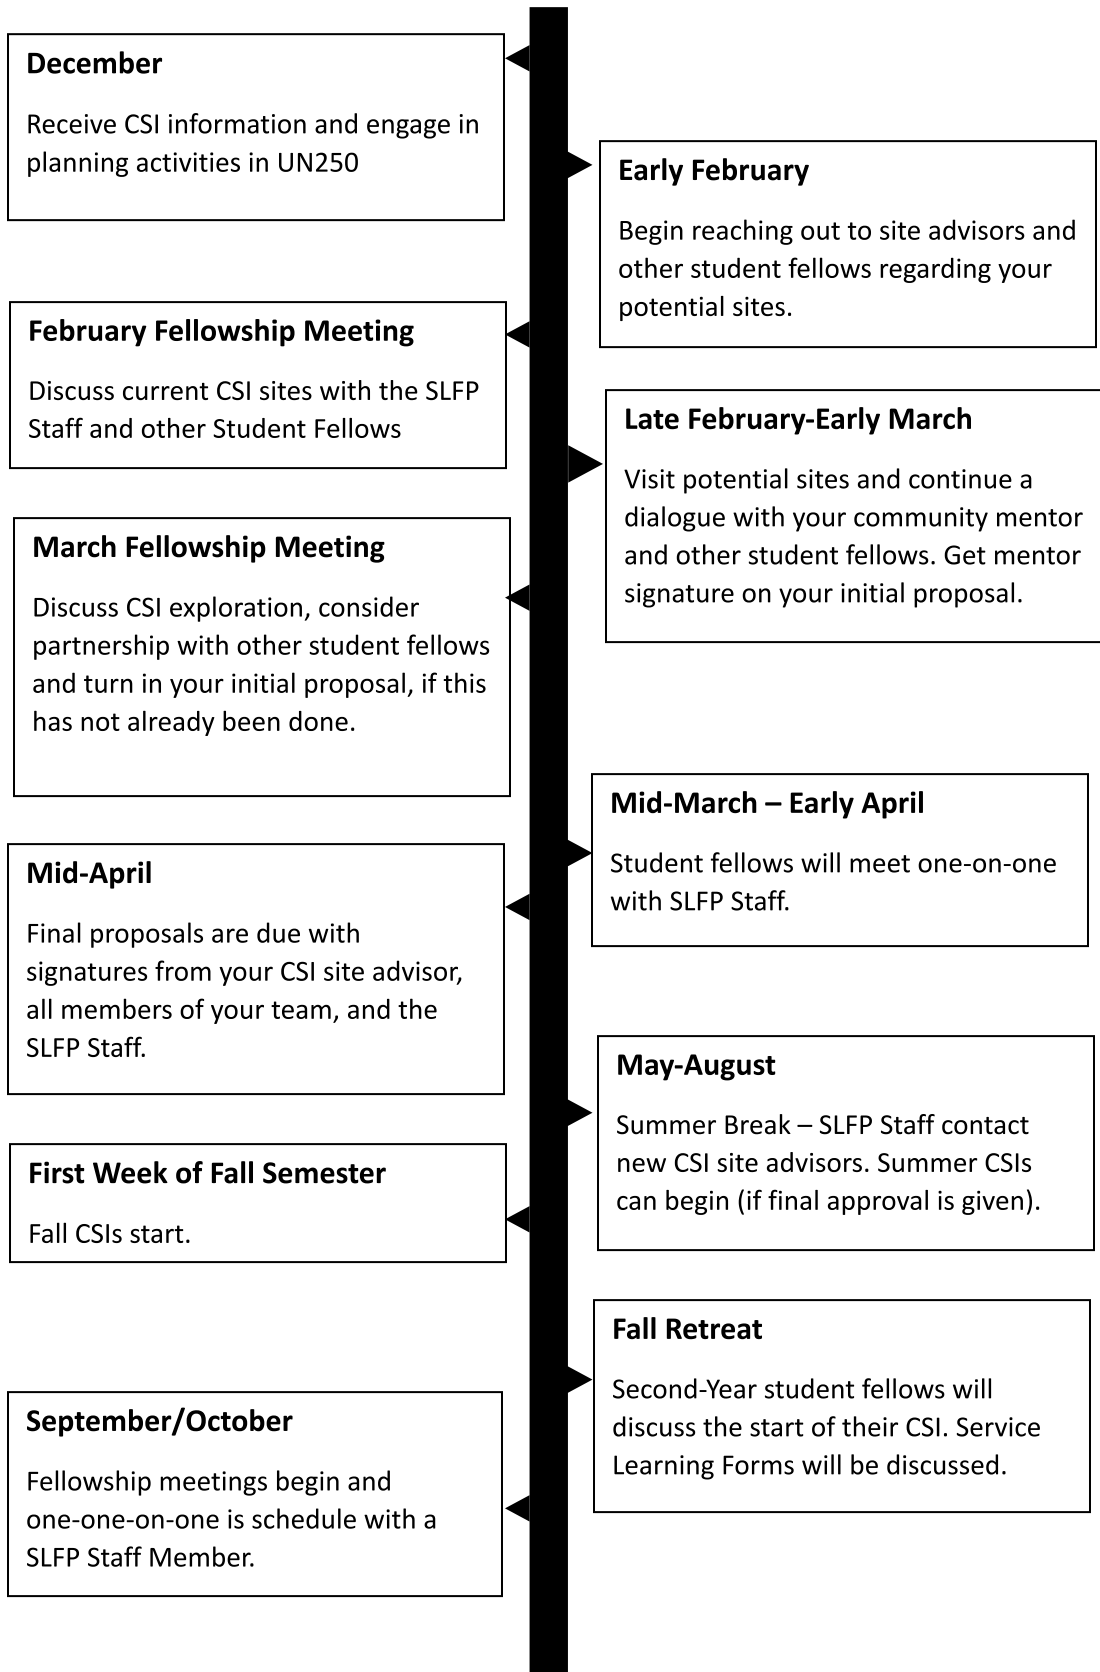 December
Receive CSI information and engage in
planning activities in UN250
Early February
Begin reaching out to site advisors and
other student fellows regarding your
potential sites.
February Fellowship Meeting
Discuss current CSI sites with the SLFP
Staff and other Student Fellows
Late February-Early March
Visit potential sites and continue a
dialogue with your community mentor
and other student fellows. Get mentor
signature on your initial proposal.
March Fellowship Meeting
Discuss CSI exploration, consider
partnership with other student fellows
and turn in your initial proposal, if this
has not already been done.
Mid-March – Early April
Student fellows will meet one-on-one
with SLFP Staff.
Mid-April
Final proposals are due with
signatures from your CSI site advisor,
all members of your team, and the
SLFP Staff.
May-August
Summer Break – SLFP Staff contact
new CSI site advisors. Summer CSIs
can begin (if final approval is given).
First Week of Fall Semester
Fall CSIs start.
Fall Retreat
Second-Year student fellows will
discuss the start of their CSI. Service
Learning Forms will be discussed.
September/October
Fellowship meetings begin and
one-one-on-one is schedule with a
SLFP Staff Member.